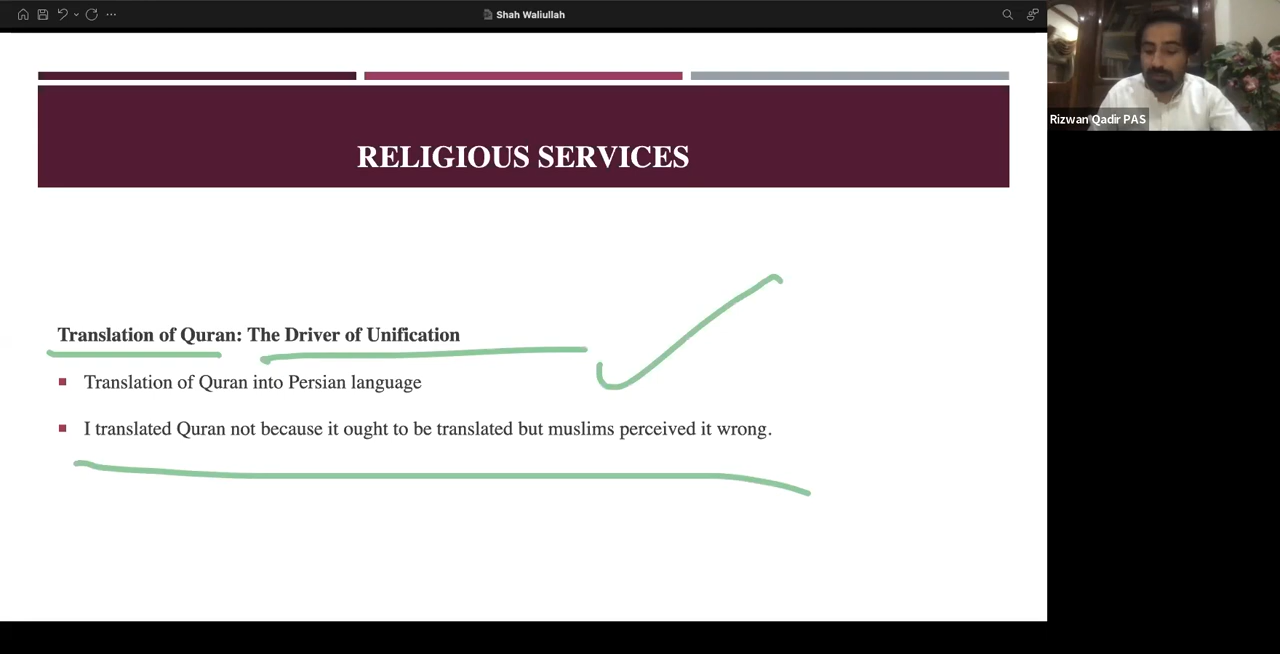 Shah Waliullah
Rizwan Qadir PAS
RELIGIOUS SERVICES
Translation of Quran: The Driver of Unification
Translation of Quran into Persian language
I translated Quran not because it ought to be translated but muslims perceived it wrong.